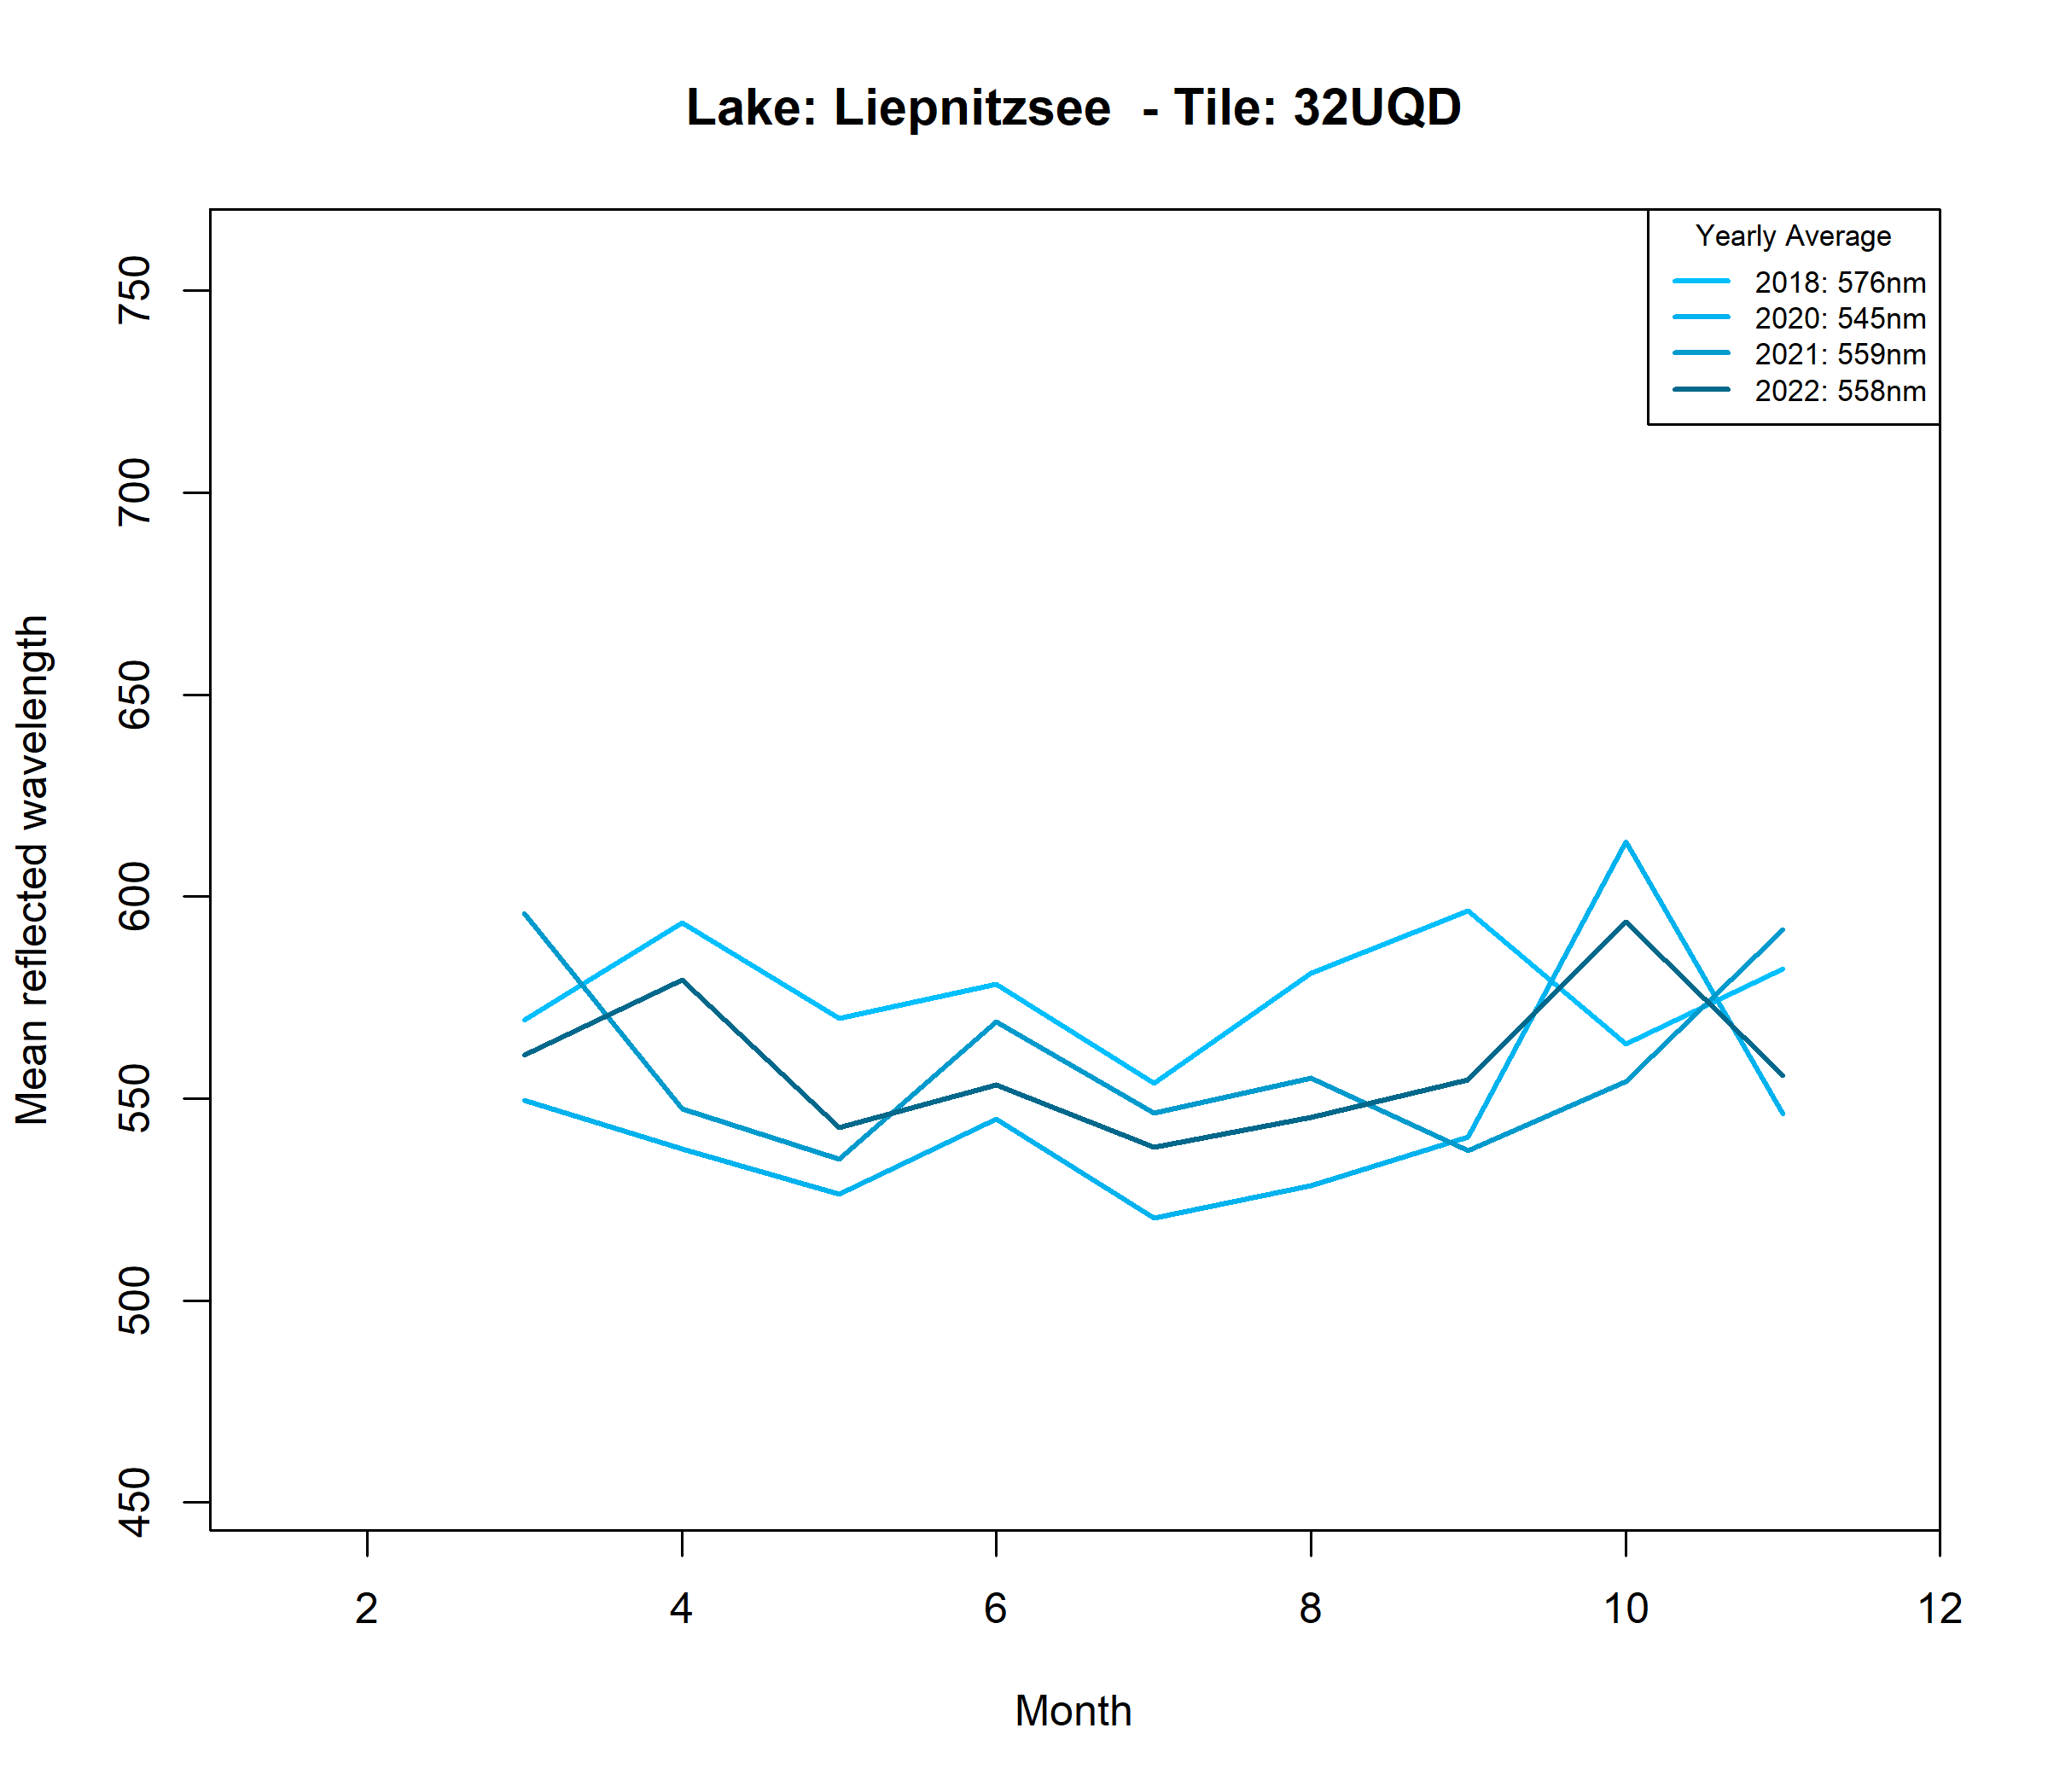 Lake: Liepnitzsee  - Tile: 32UQD
Yearly Average
2018: 576nm
2020: 545nm
2021: 559nm
2022: 558nm
Mean reflected wavelength
750
700
650
600
550
500
450
2 4 6 8 10 12
Month